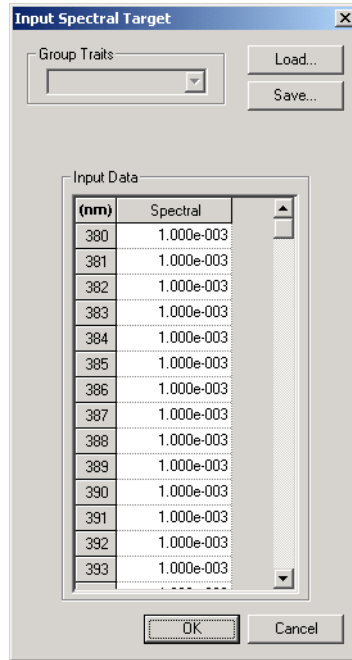 Input Spectral Target
Group Traits
Load...
Save...
Input Data
(nm) Spectral
380 1.000e-003
381 1.000e-003
382 1.000e-003
383 1.000e-003
384 1.000e-003
385 1.000e-003
386 1.000e-003
387 1.000e-003
388 1.000e-003
389 1.000e-003
390 1.000e-003
391 1.000e-003
392 1.000e-003
393 1.000e-003
OK Cancel